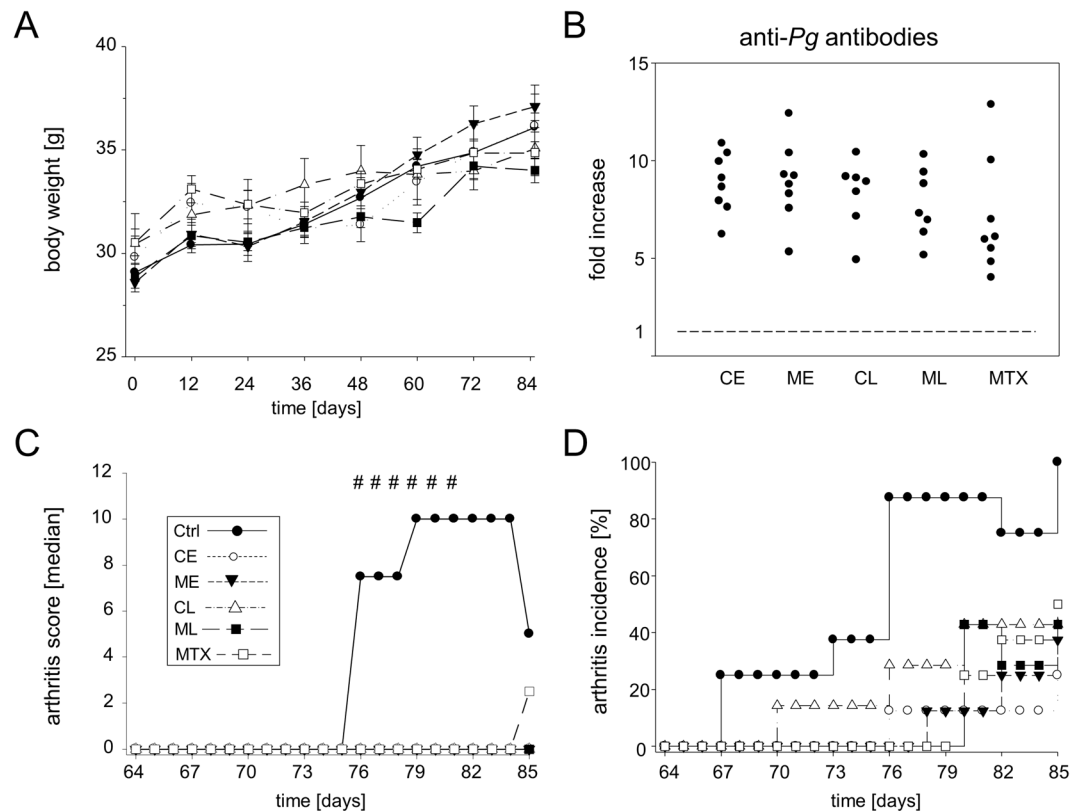 A
body weight [g]
40
35
30
25
0 12 24 36 48 60 72 84
time [days]
B
anti-Pg antibodies
fold increase
15
10
5
1
CE ME CL ML MTX
C
arthritis score [median]
12
10
8
6
4
2
0
# # # # # #
Ctrl
CE
ME
CL
ML
MTX
64 67 70 73 76 79 82 85
time [days]
D
arthritis incidence [%]
100
80
60
40
20
0
64 67 70 73 76 79 82 85
time [days]